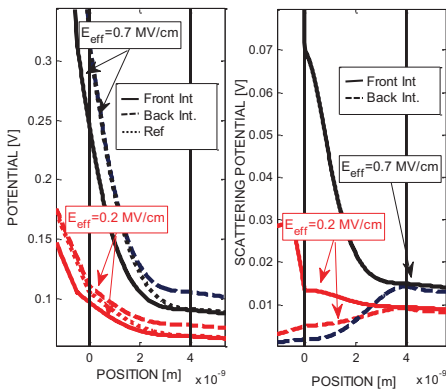 E_eff=0.7 MV/cm
Front Int
Back Int.
Ref
E_eff=0.2 MV/cm
POTENTIAL [V]
0.3
0.2
0.15
0.1
0
2
4
x 10^-9
POSITION [m]
0.07
0.06
0.05
0.04
0.03
0.02
0.01
SCATTERING POTENTIAL [V]
Front Int
Back Int.
E_eff=0.7 MV/cm
E_eff=0.2 MV/cm
0
2
4
x 10^-9
POSITION [m]